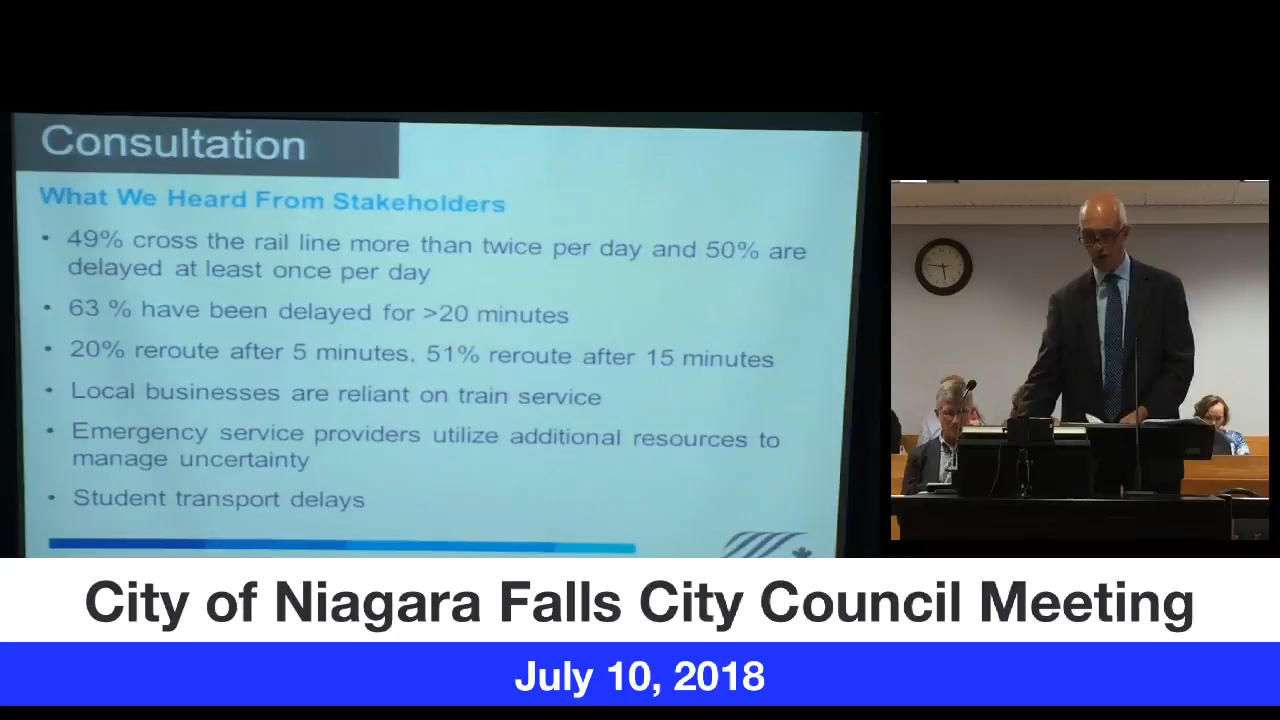 Consultation
What We Heard From Stakeholders
• 49% cross the rail line more than twice per day and 50% are
delayed at least once per day
• 63 % have been delayed for >20 minutes
• 20% reroute after 5 minutes, 51% reroute after 15 minutes
• Local businesses are reliant on train service
• Emergency service providers utilize additional resources to
manage uncertainty
• Student transport delays
City of Niagara Falls City Council Meeting
July 10, 2018